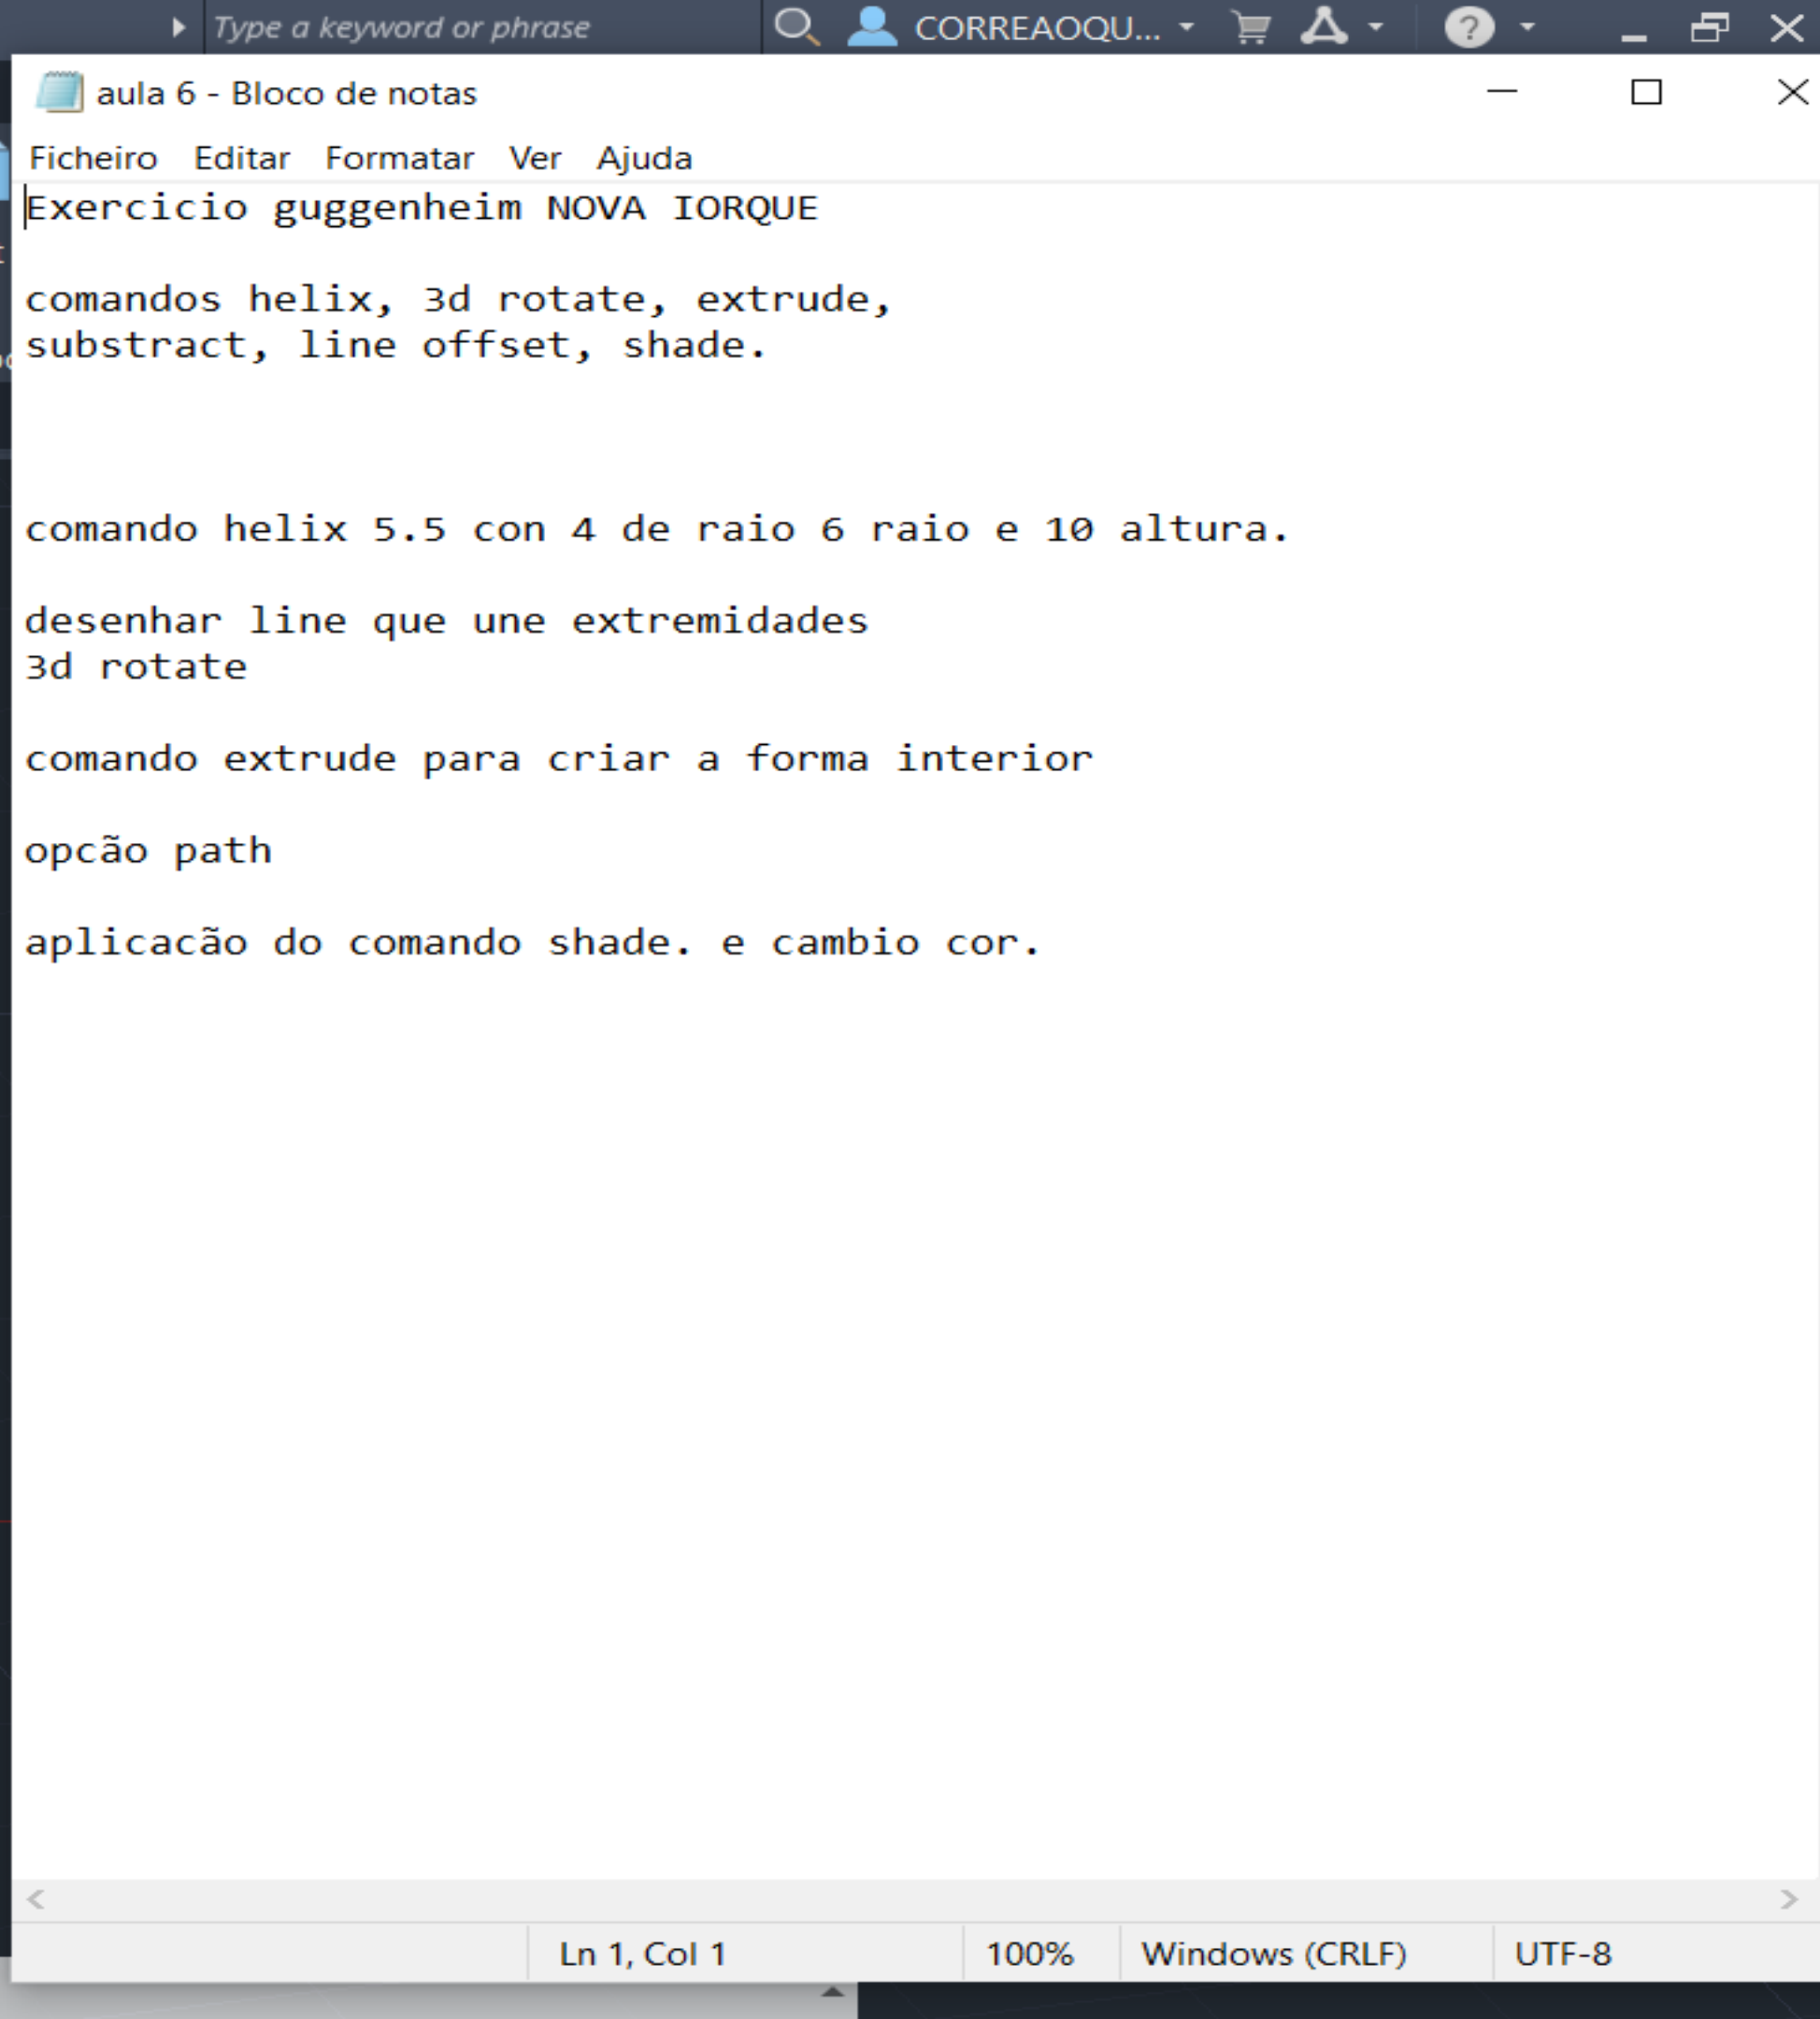 Type a keyword or phrase
CORREAOQU...
aula 6 - Bloco de notas
Ficheiro Editar Formatar Ver Ajuda
Exercicio guggenheim NOVA IORQUE
comandos helix, 3d rotate, extrude,
substract, line offset, shade.
comando helix 5.5 con 4 de raio 6 raio e 10 altura.
desenhar line que une extremidades
3d rotate
comando extrude para criar a forma interior
opcão path
aplicacão do comando shade. e cambio cor.
Ln 1, Col 1 100% Windows (CRLF) UTF-8